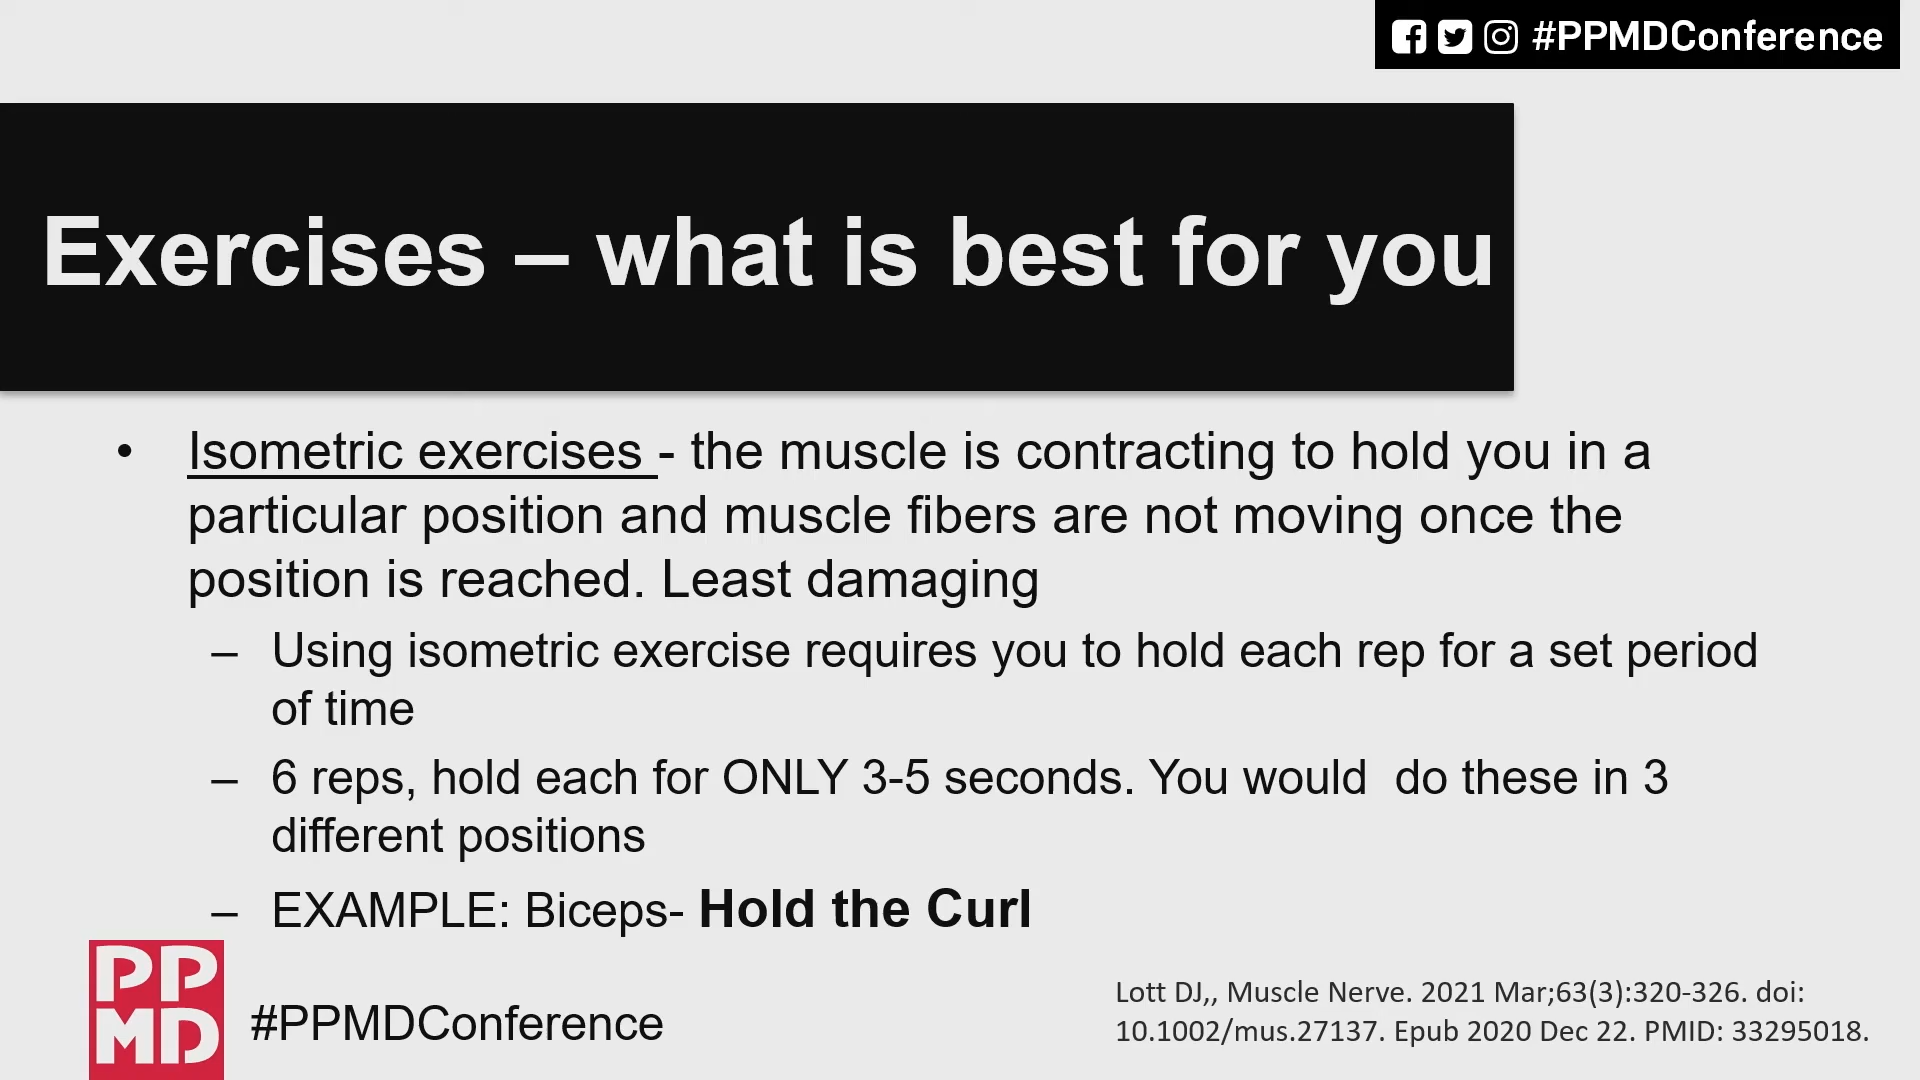 #PPMDConference
Exercises – what is best for you
• Isometric exercises - the muscle is contracting to hold you in a
particular position and muscle fibers are not moving once the
position is reached. Least damaging
– Using isometric exercise requires you to hold each rep for a set period
of time
– 6 reps, hold each for ONLY 3-5 seconds. You would  do these in 3
different positions
– EXAMPLE: Biceps- Hold the Curl
PP
MD
#PPMDConference
Lott DJ,, Muscle Nerve. 2021 Mar;63(3):320-326. doi:
10.1002/mus.27137. Epub 2020 Dec 22. PMID: 33295018.